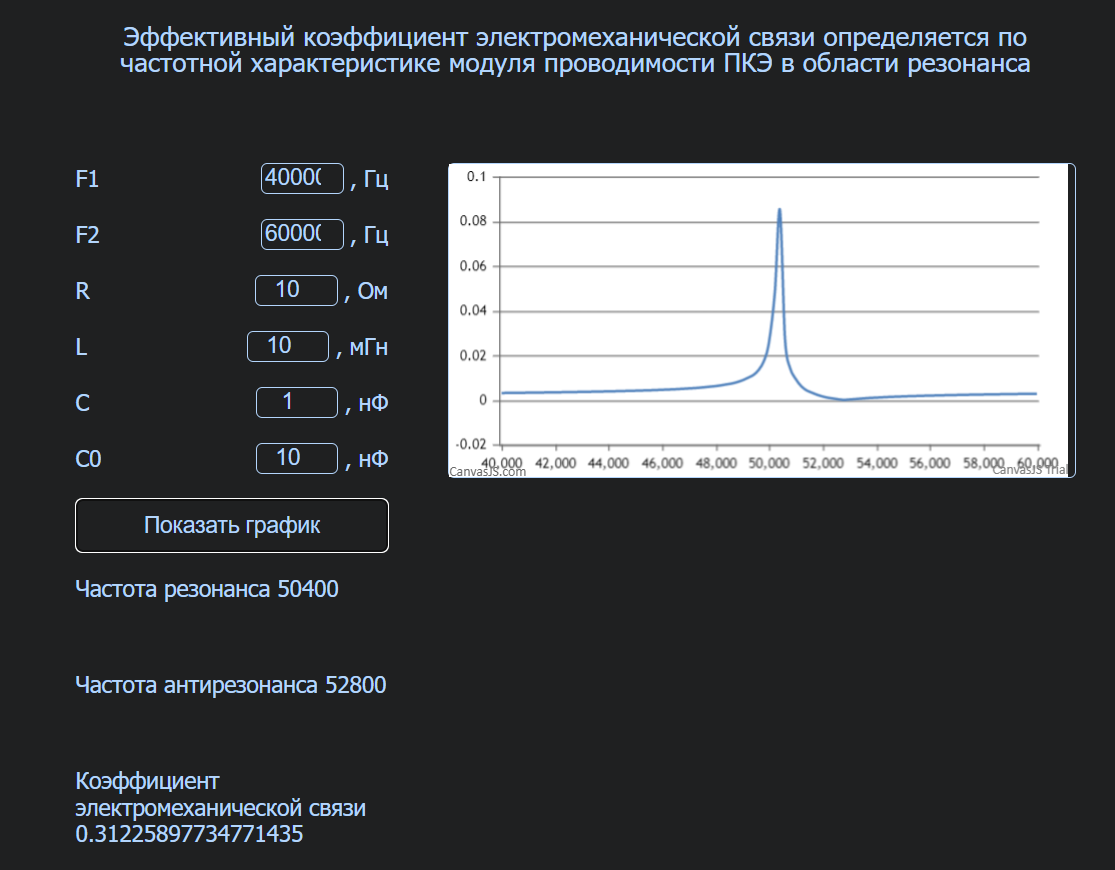 Эффективный коэффициент электромеханической связи определяется по
частотной характеристике модуля проводимости ПКЭ в области резонанса
F1 40000 , Гц
F2 60000 , Гц
R 10 , Ом
L 10 , мГн
C 1 , нФ
C0 10 , нФ
Показать график
Частота резонанса 50400
Частота антирезонанса 52800
Коэффициент
электромеханической связи
0.31225897734771435
0.1
0.08
0.06
0.04
0.02
0
-0.02
40,000 42,000 44,000 46,000 48,000 50,000 52,000 54,000 56,000 58,000 60,000
CanvasJS.com CanvasJS Trial